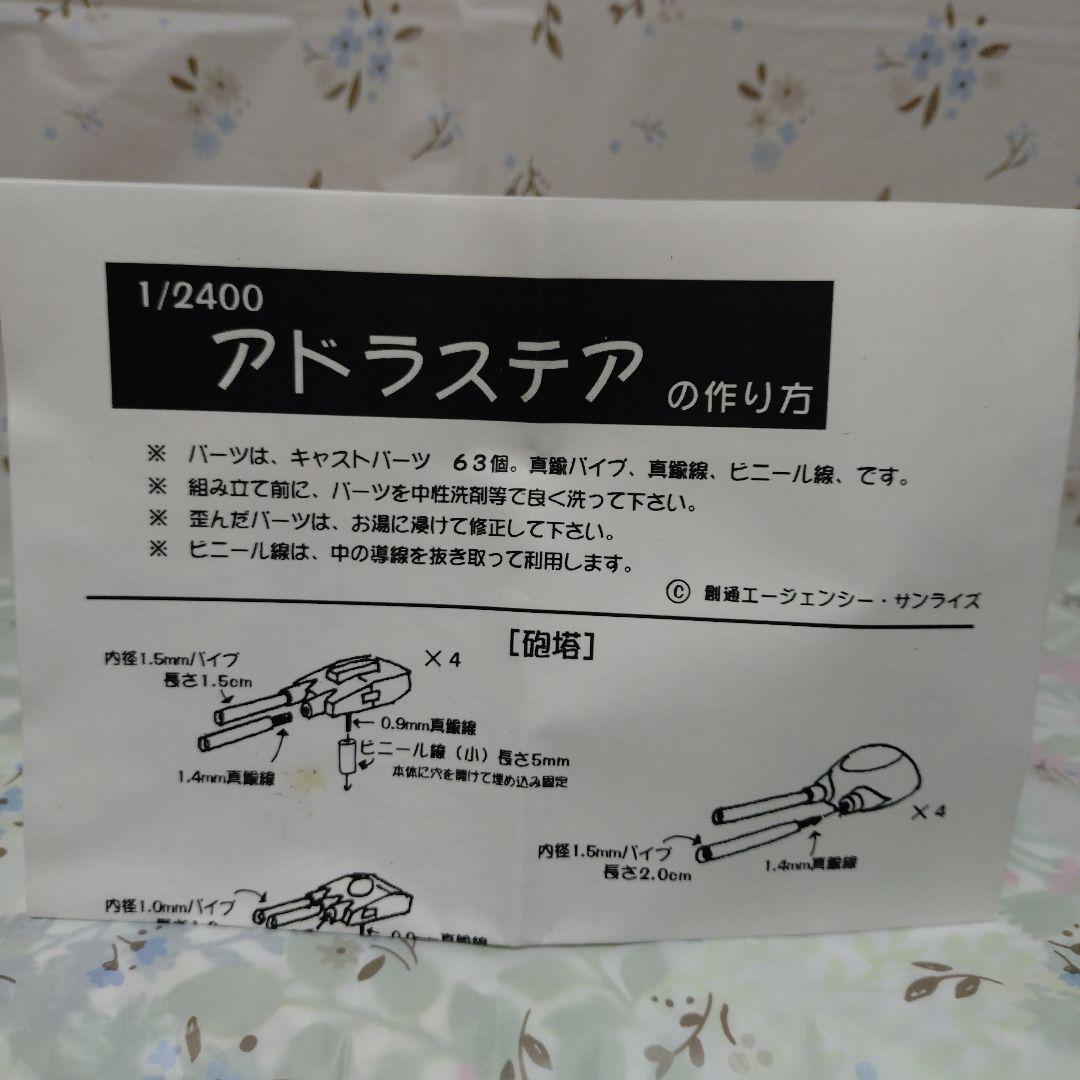 1/2400
アドラステア の作り方
※ パーツは、キャストパーツ 63個。真鍮パイプ、真鍮線、ビニール線、です。
※ 組み立て前に、パーツを中性洗剤等で良く洗って下さい。
※ 歪んだパーツは、お湯に浸けて修正して下さい。
※ ビニール線は、中の導線を抜き取って利用します。
Ⓒ 創通エージェンシー・サンライズ
[砲塔]
内径1.5mmパイプ
長さ1.5cm
×4
0.9mm真鍮線
ビニール線（小）長さ5mm
本体に穴を開けて埋め込み固定
1.4mm真鍮線
×4
内径1.5mmパイプ
長さ2.0cm
1.4mm真鍮線
内径1.0mmパイプ